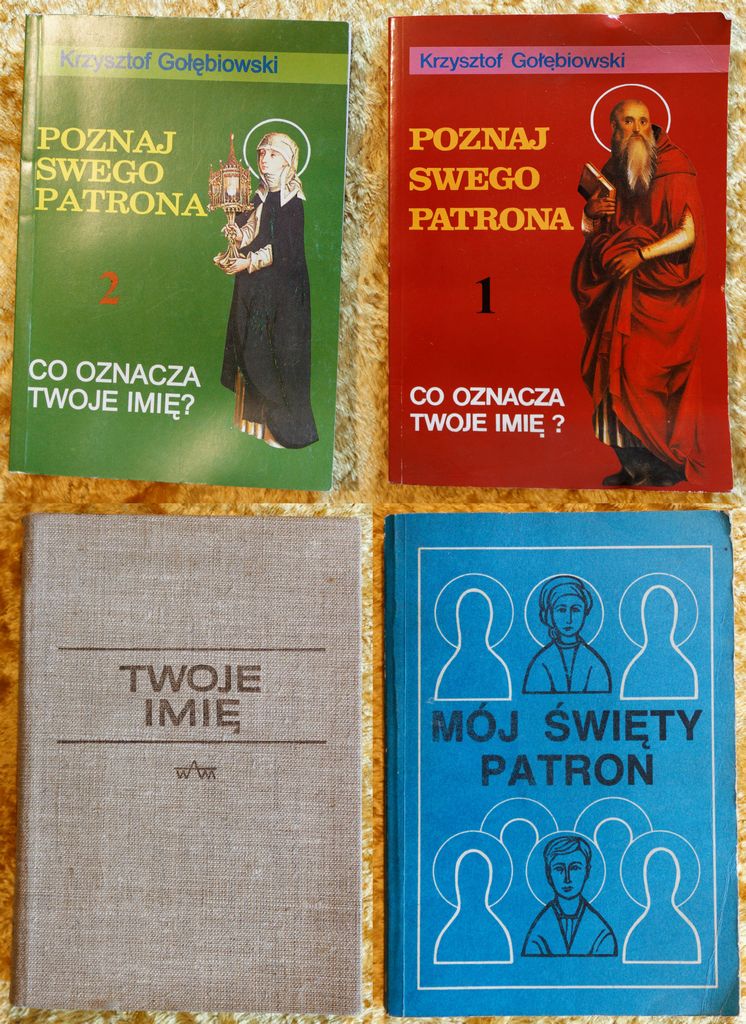 Krzysztof Gołębiowski
POZNAJ
SWEGO
PATRONA
2
CO OZNACZA
TWOJE IMIĘ?
Krzysztof Gołębiowski
POZNAJ
SWEGO
PATRONA
1
CO OZNACZA
TWOJE IMIĘ ?
TWOJE
IMIĘ
WAM
MÓJ ŚWIĘTY
PATRON